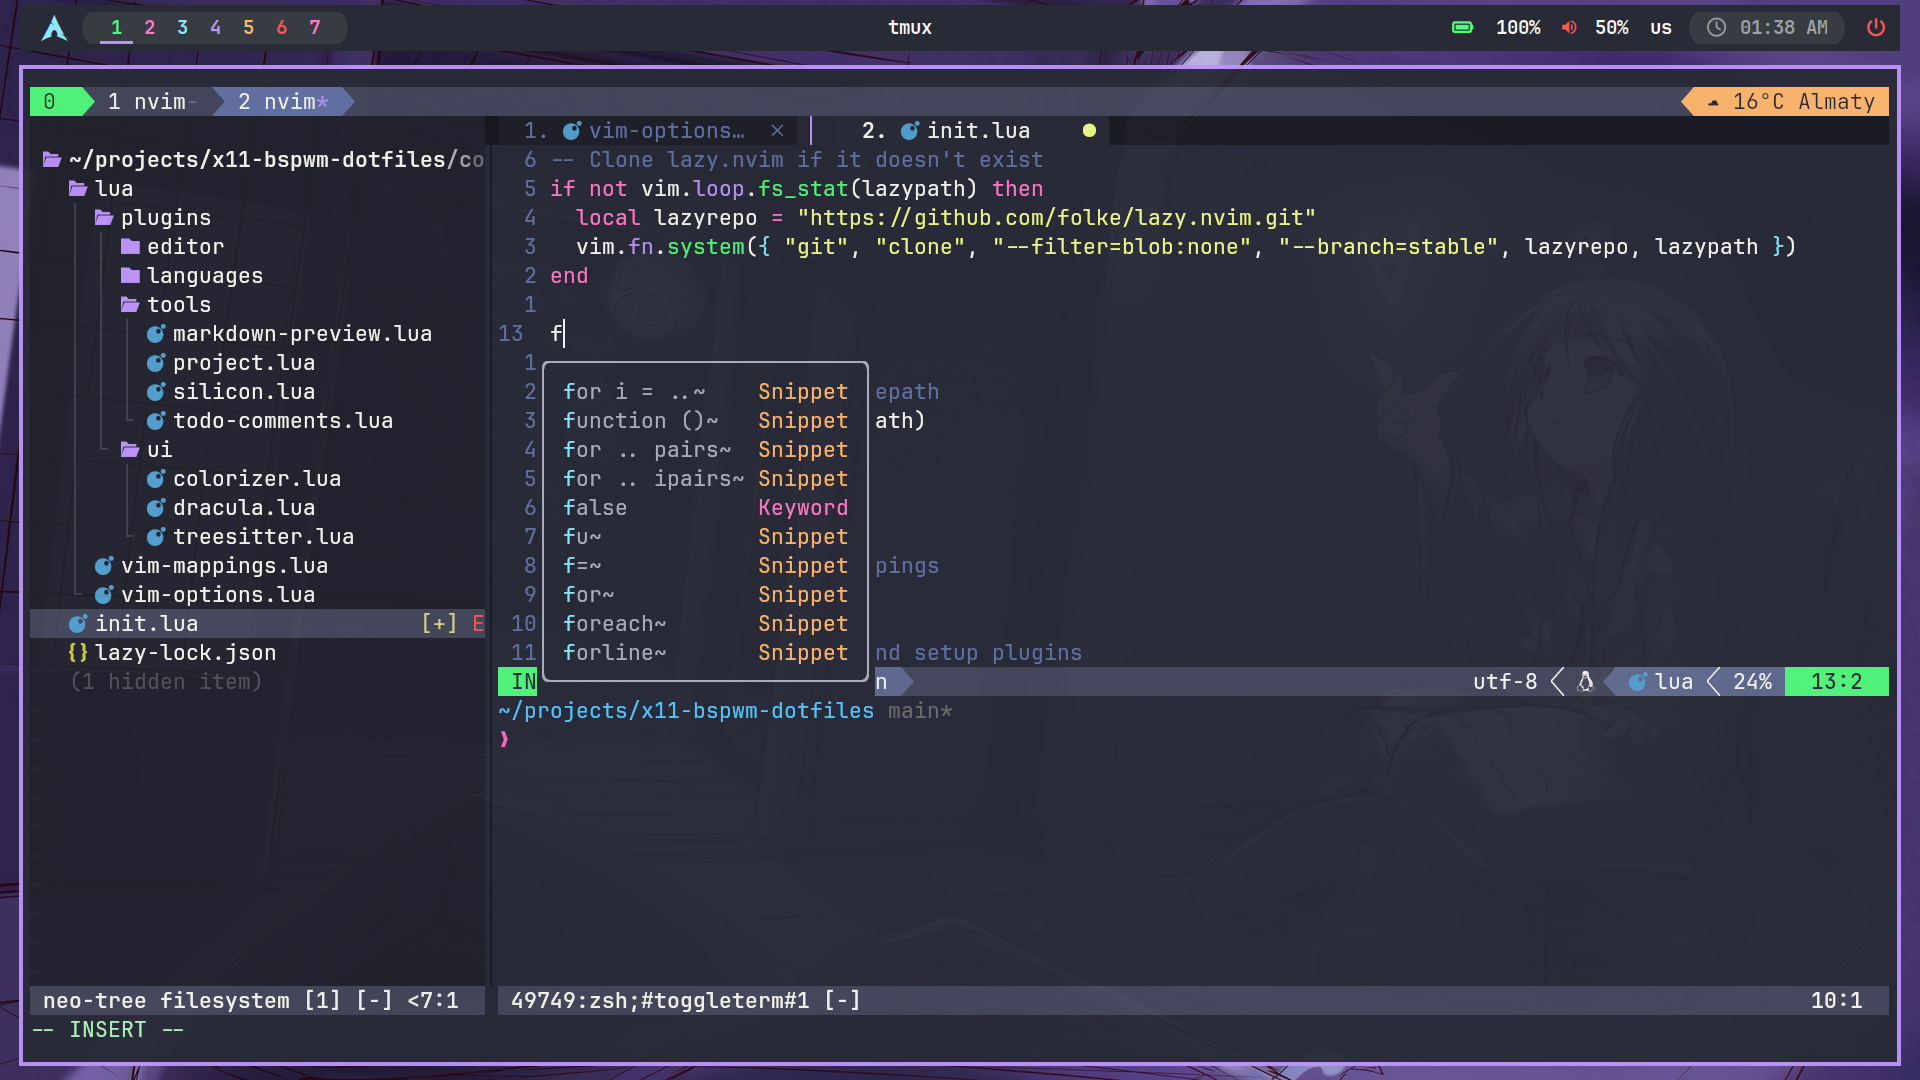 1 2 3 4 5 6 7 tmux 100% 50% us 01:38 AM
0 1 nvim- 2 nvim* 16°C Almaty
1. vim-options… × 2. init.lua
~/projects/x11-bspwm-dotfiles/co
lua
plugins
editor
languages
tools
markdown-preview.lua
project.lua
silicon.lua
todo-comments.lua
ui
colorizer.lua
dracula.lua
treesitter.lua
vim-mappings.lua
vim-options.lua
init.lua [+] E
{} lazy-lock.json
(1 hidden item)
~
~
~
~
~
~
~
~
~
~
neo-tree filesystem [1] [-] <7:1
6 -- Clone lazy.nvim if it doesn't exist
5 if not vim.loop.fs_stat(lazypath) then
4 local lazyrepo = "https://github.com/folke/lazy.nvim.git"
3 vim.fn.system({ "git", "clone", "--filter=blob:none", "--branch=stable", lazyrepo, lazypath })
2 end
1
13 f
1
2 for i = ..~ Snippet epath
3 function ()~ Snippet ath)
4 for .. pairs~ Snippet
5 for .. ipairs~ Snippet
6 false Keyword
7 fu~ Snippet
8 f=~ Snippet pings
9 for~ Snippet
10 foreach~ Snippet
11 forline~ Snippet nd setup plugins
IN n utf-8 lua 24% 13:2
~/projects/x11-bspwm-dotfiles main*
❯
49749:zsh;#toggleterm#1 [-] 10:1
-- INSERT --